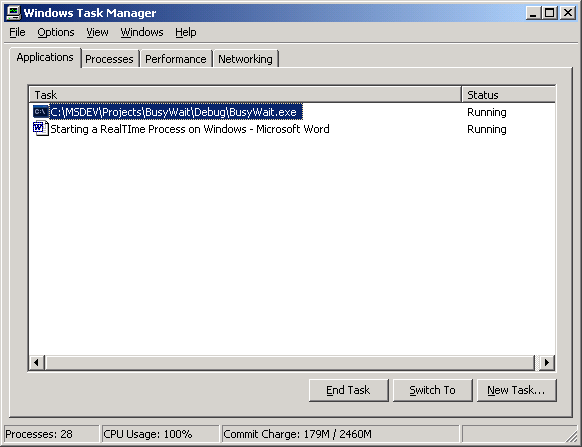 Windows Task Manager
File Options View Windows Help
Applications Processes Performance Networking
Task Status
C:\MSDEV\Projects\BusyWait\Debug\BusyWait.exe Running
Starting a RealTIme Process on Windows - Microsoft Word Running
End Task Switch To New Task...
Processes: 28 CPU Usage: 100% Commit Charge: 179M / 2460M